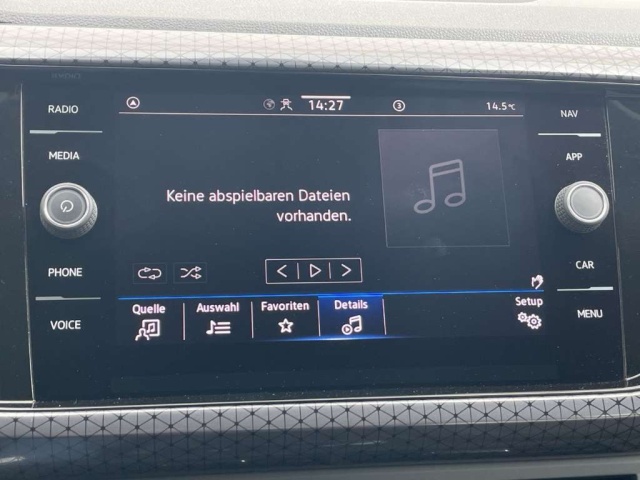 RADIO
MEDIA
PHONE
VOICE
14:27
3
14.5°C
Keine abspielbaren Dateien
vorhanden.
Quelle
Auswahl
Favoriten
Details
Setup
NAV
APP
CAR
MENU